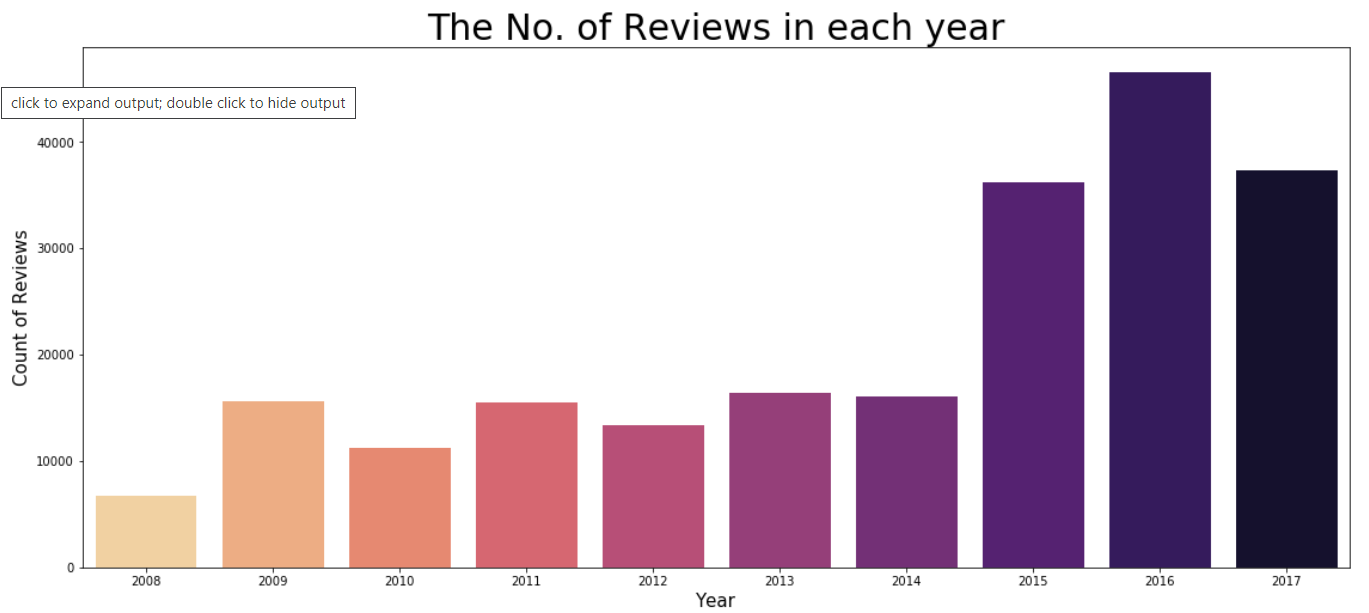 The No. of Reviews in each year
click to expand output; double click to hide output
40000
30000
20000
10000
0
Count of Reviews
2008 2009 2010 2011 2012 2013 2014 2015 2016 2017
Year